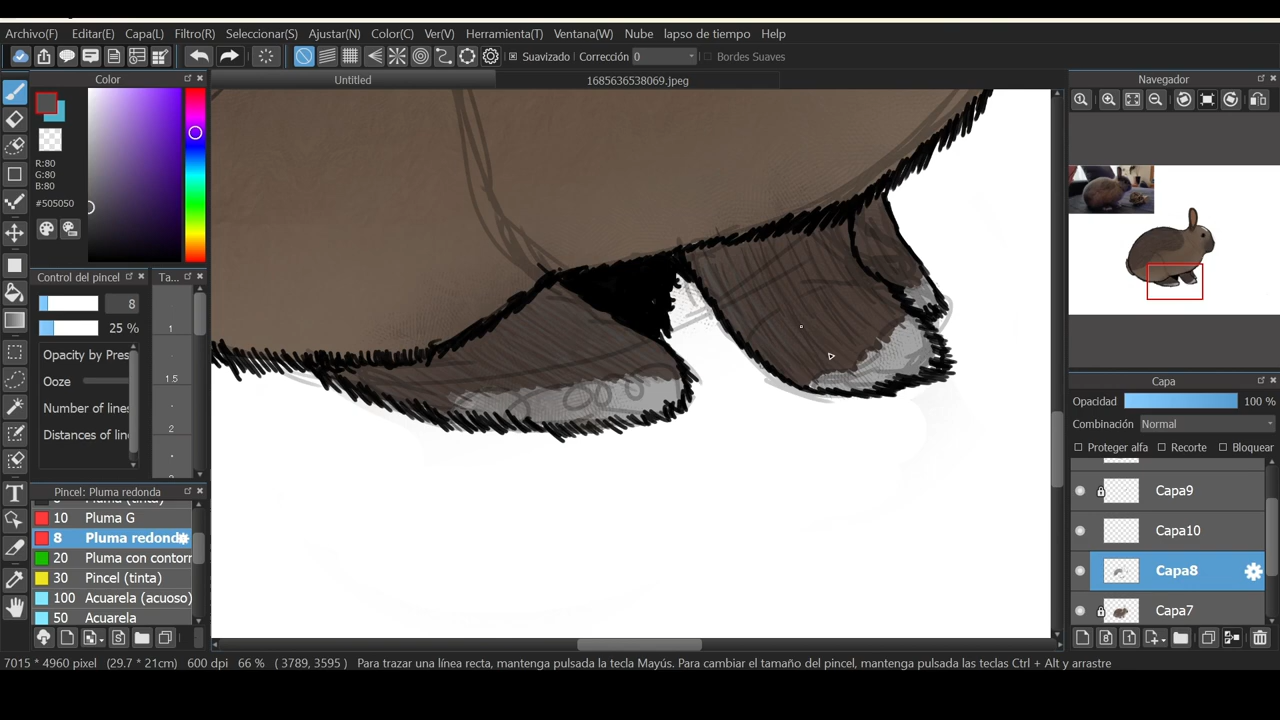 Archivo(F) Editar(E) Capa(L) Filtro(R) Seleccionar(S) Ajustar(N) Color(C) Ver(V) Herramienta(T) Ventana(W) Nube lapso de tiempo Help
Suavizado Corrección 0 Bordes Suaves
Color
Untitled
1685636538069.jpeg
Navegador
R:80
G:80
B:80
#505050
Control del pincel
Ta...
8
25 %
1
Opacity by Pres
Ooze
1.5
Number of lines
Distances of lin
2
Pincel: Pluma redonda
10 Pluma G
8 Pluma redonda
20 Pluma con contorr
30 Pincel (tinta)
100 Acuarela (acuoso)
50 Acuarela
Capa
Opacidad 100 %
Combinación Normal
Proteger alfa Recorte Bloquear
Capa9
Capa10
Capa8
Capa7
7015 * 4960 pixel (29.7 * 21cm) 600 dpi 66 % ( 3789, 3595 ) Para trazar una línea recta, mantenga pulsada la tecla Mayús. Para cambiar el tamaño del pincel, mantenga pulsada las teclas Ctrl + Alt y arrastre